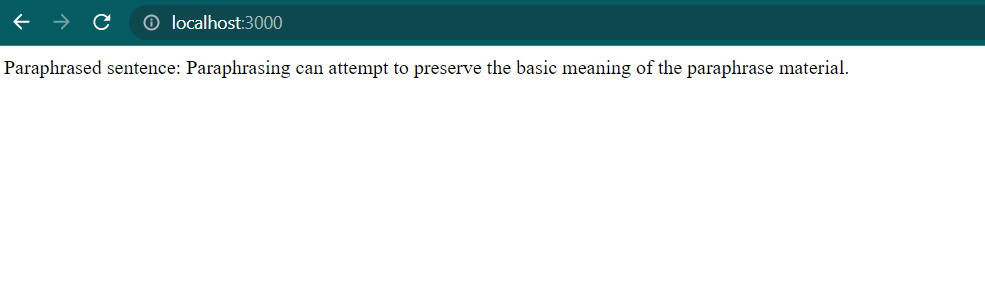 localhost:3000
Paraphrased sentence: Paraphrasing can attempt to preserve the basic meaning of the paraphrase material.